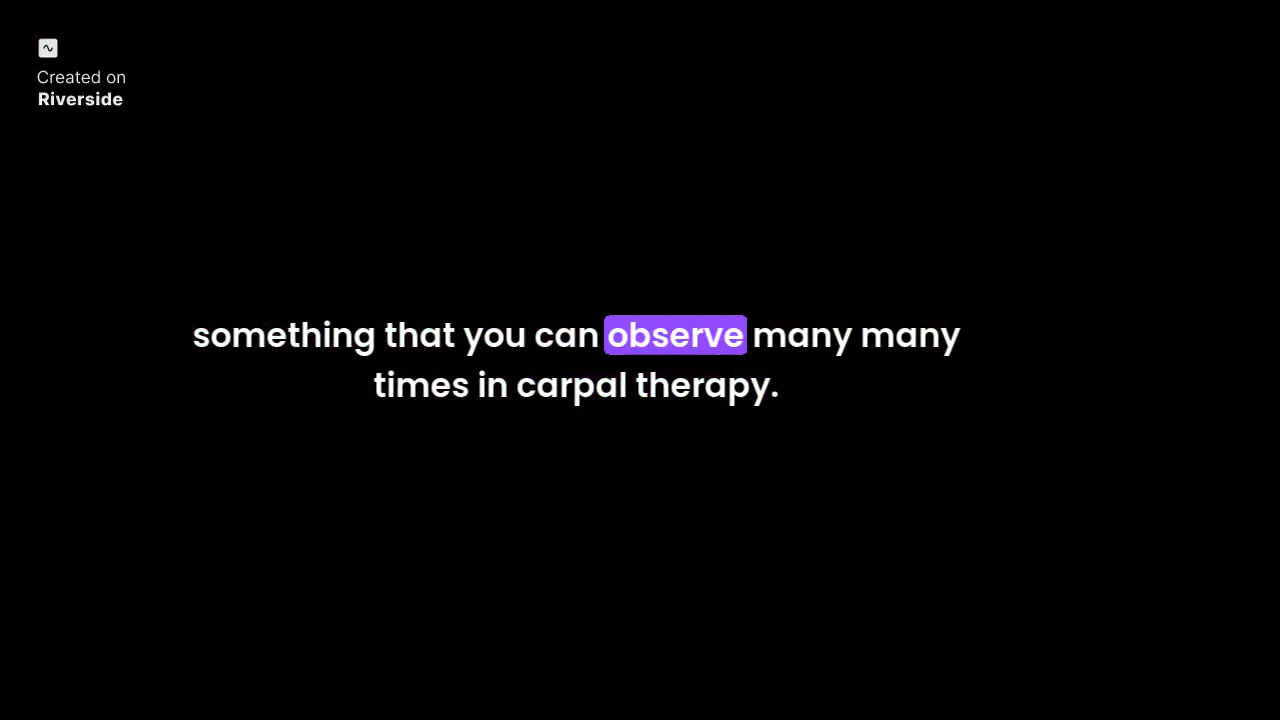 Created on
Riverside
something that you can observe many many
times in carpal therapy.